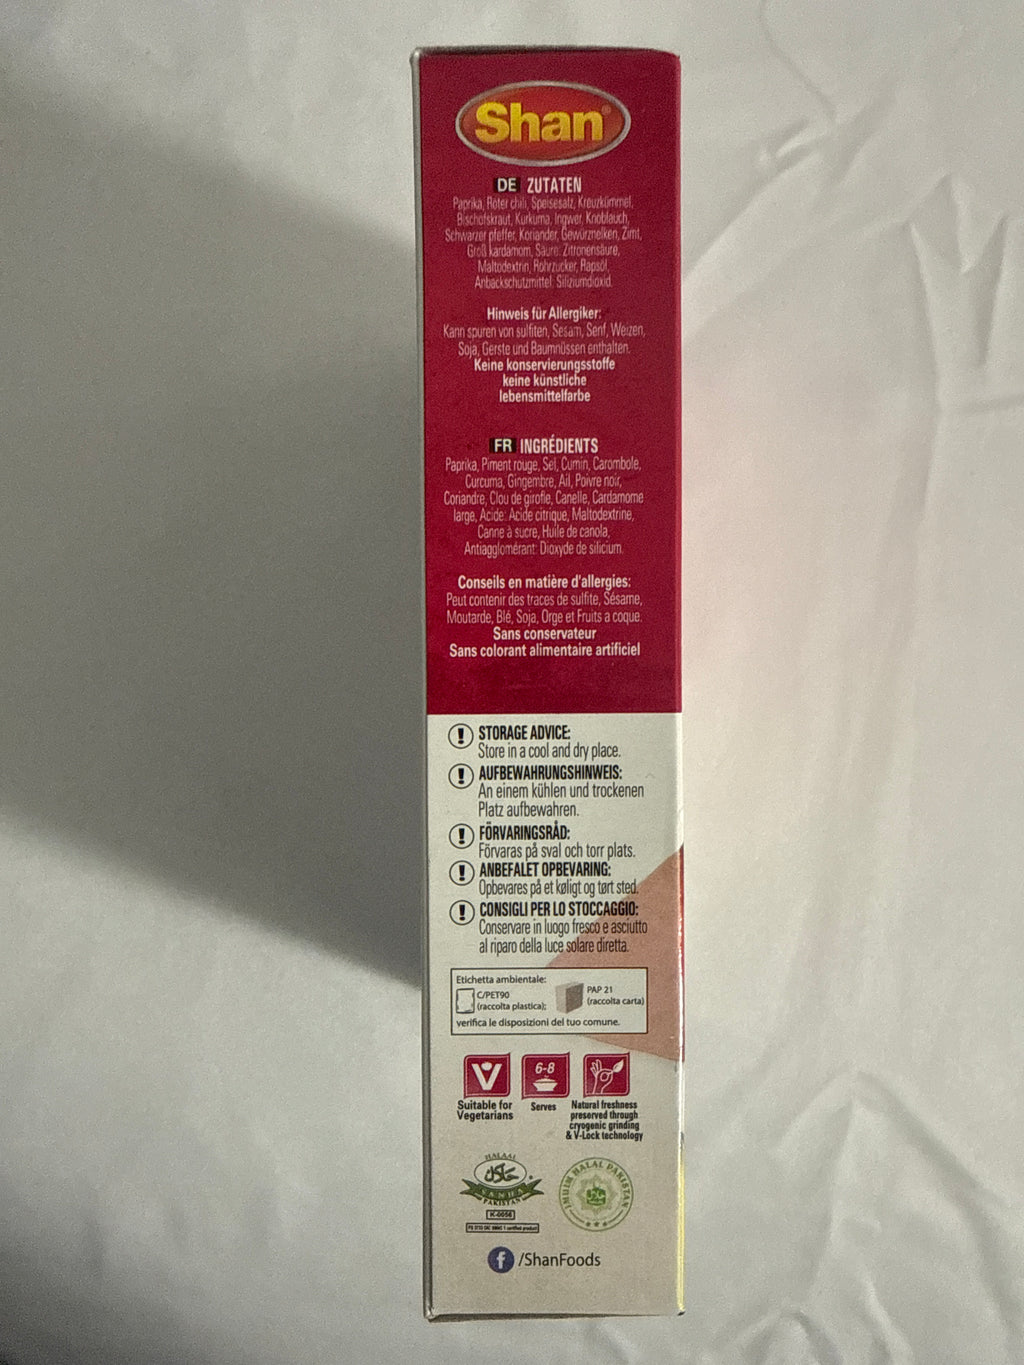 Shan®
DE ZUTATEN
Paprika, Roter chili, Speisesalz, Kreuzkümmel,
Bischofskraut, Kurkuma, Ingwer, Knoblauch,
Schwarzer pfeffer, Koriander, Gewürznelken, Zimt,
Groß kardamom, Säure: Zitronensäure,
Maltodextrin, Rohrzucker, Rapsöl,
Anbackschutzmittel: Siliziumdioxid.
Hinweis für Allergiker:
Kann spuren von sulfiten, Sesam, Senf, Weizen,
Soja, Gerste und Baumnüssen enthalten.
Keine konservierungsstoffe
keine künstliche
lebensmittelfarbe
FR INGRÉDIENTS
Paprika, Piment rouge, Sel, Cumin, Carombole,
Curcuma, Gingembre, Ail, Poivre noir,
Coriandre, Clou de girofle, Canelle, Cardamome
large, Acide: Acide citrique, Maltodextrine,
Canne à sucre, Huile de canola,
Antiagglomérant: Dioxyde de silicium.
Conseils en matière d'allergies:
Peut contenir des traces de sulfite, Sésame,
Moutarde, Blé, Soja, Orge et Fruits a coque.
Sans conservateur
Sans colorant alimentaire artificiel
STORAGE ADVICE:
Store in a cool and dry place.
AUFBEWAHRUNGSHINWEIS:
An einem kühlen und trockenen
Platz aufbewahren.
FÖRVARINGSRÅD:
Förvaras på sval och torr plats.
ANBEFALET OPBEVARING:
Opbevares på et køligt og tørt sted.
CONSIGLI PER LO STOCCAGGIO:
Conservare in luogo fresco e asciutto
al riparo della luce solare diretta.
Etichetta ambientale:
C/PET90
(raccolta plastica);
PAP 21
(raccolta carta)
verifica le disposizioni del tuo comune.
V
Suitable for
Vegetarians
6-8
Serves
Natural freshness
preserved through
cryogenic grinding
& V-Lock technology
HALAAL
حلال
SANHA
PAKISTAN
K-0056
JMUIM HALAL PAKISTAN
f /ShanFoods